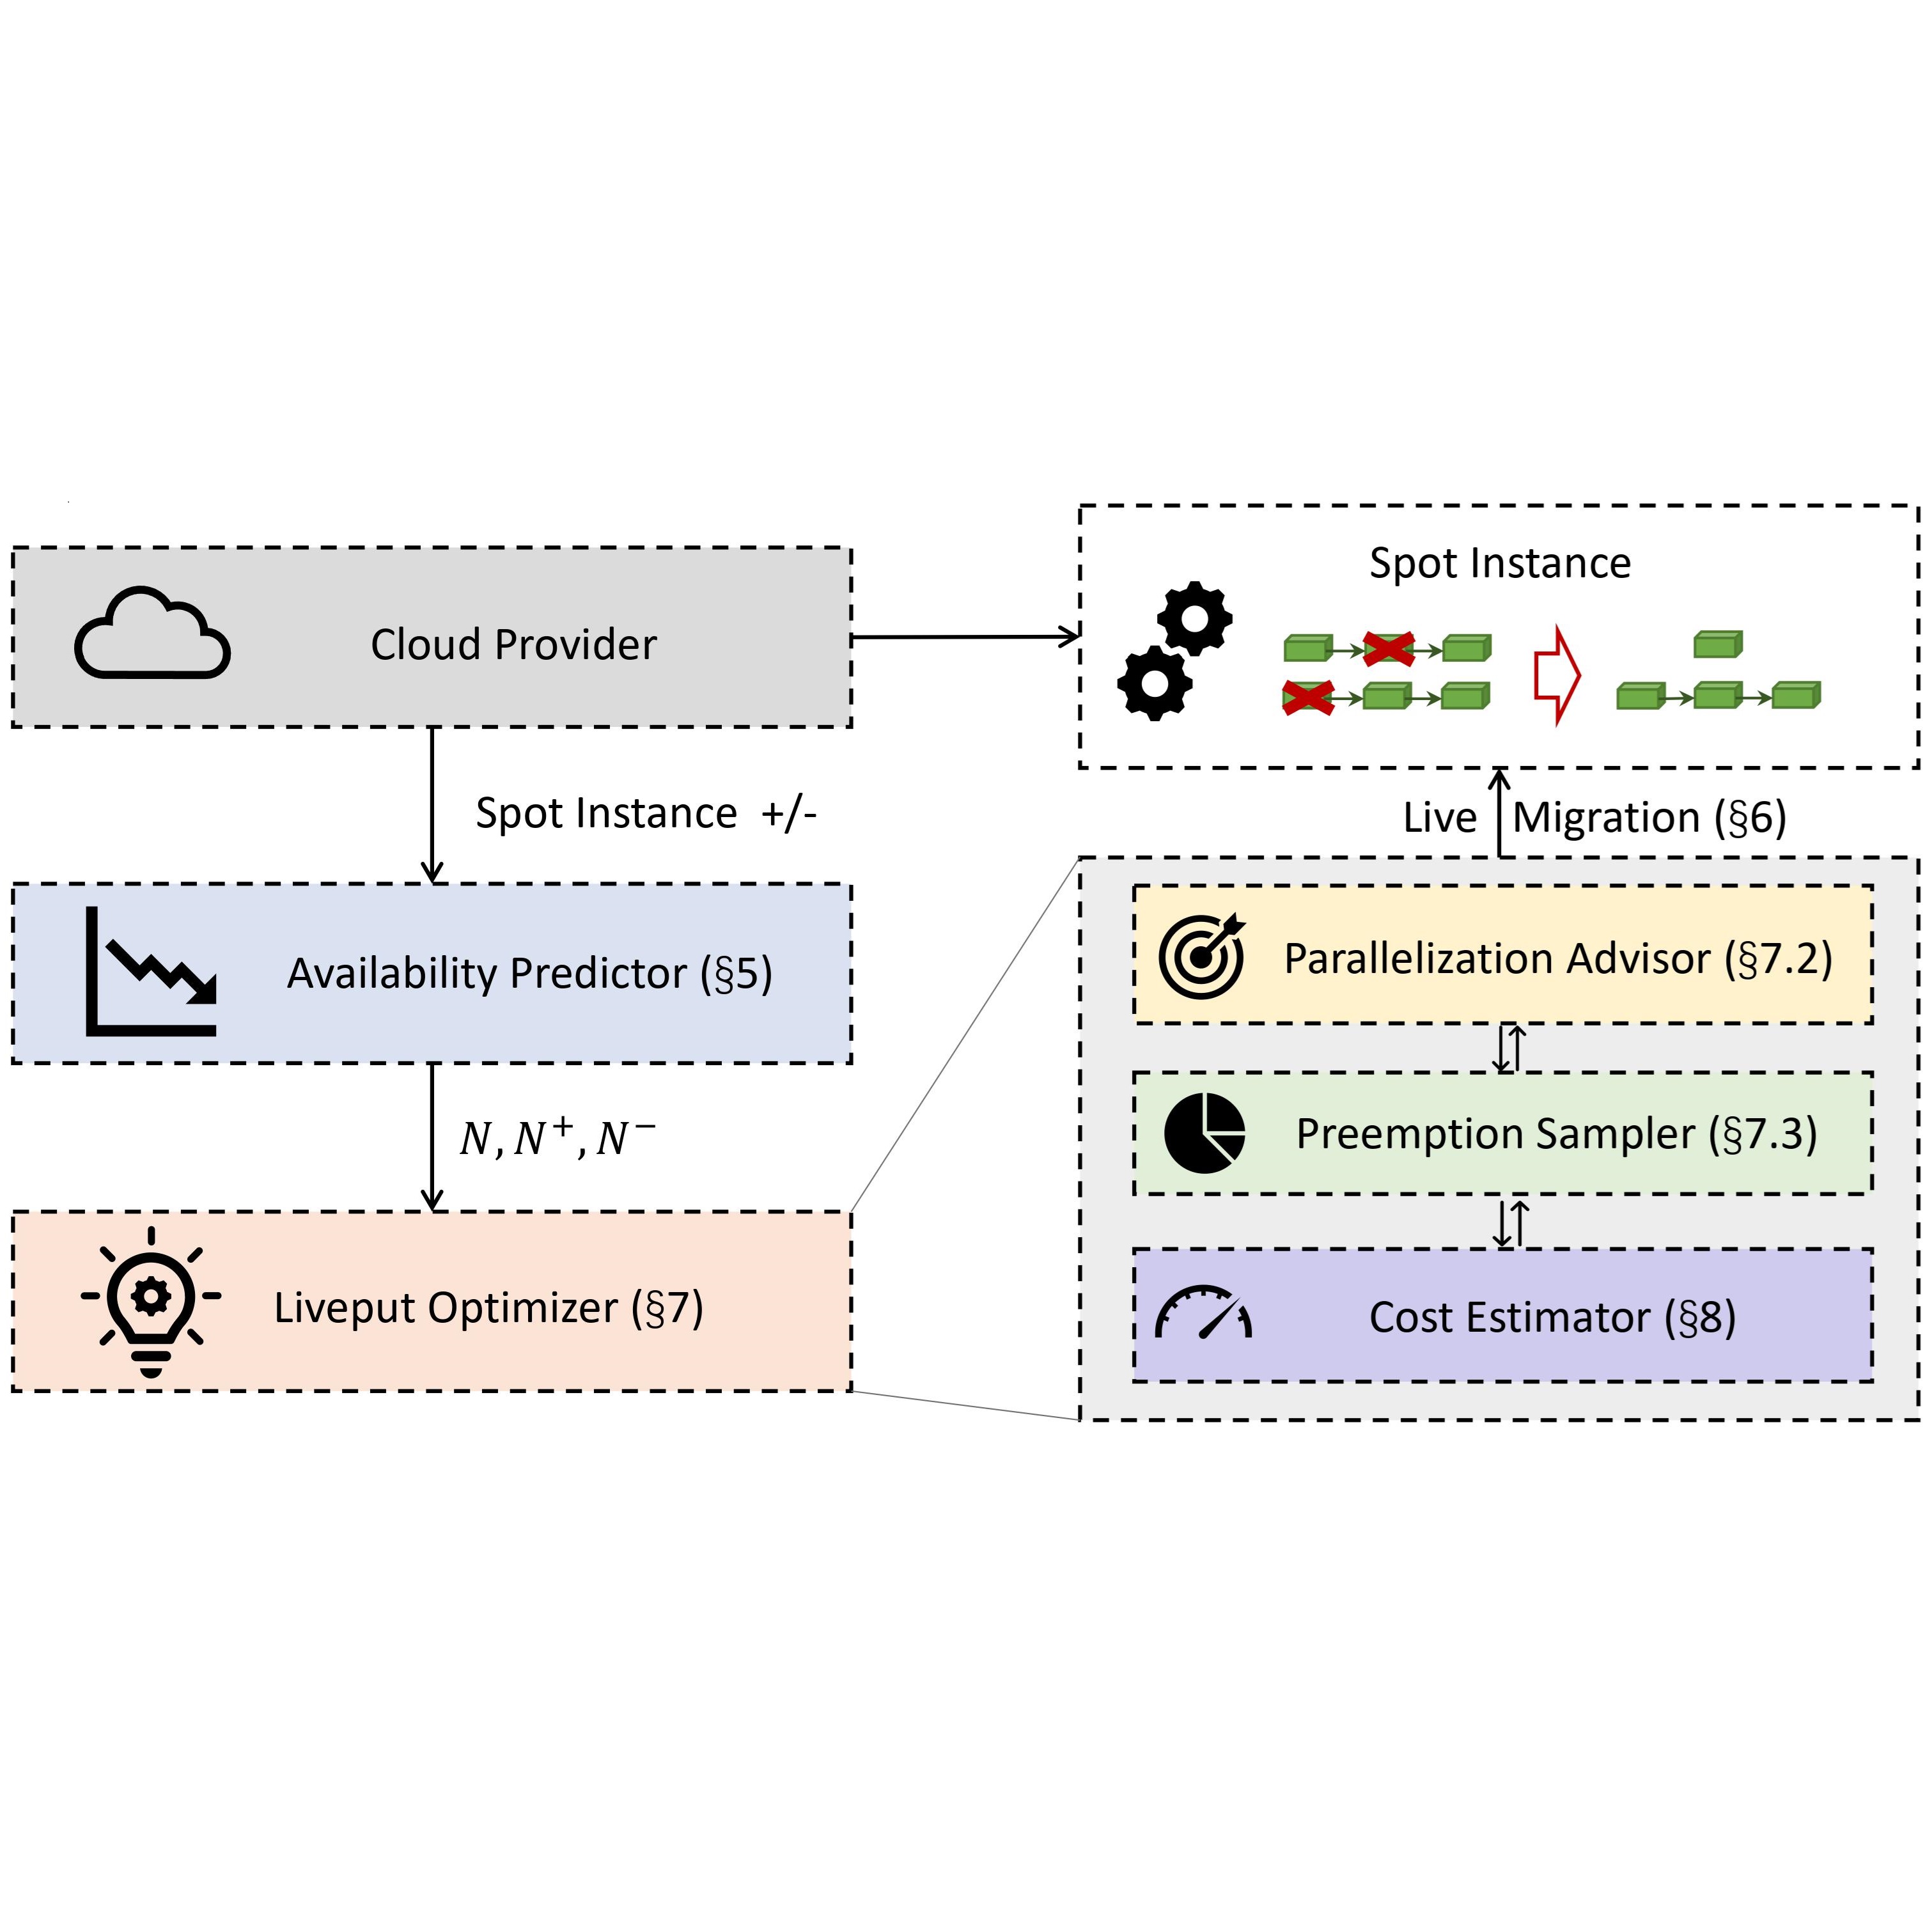 Cloud Provider
Spot Instance +/-
Availability Predictor (§5)
N, N⁺, N⁻
Liveput Optimizer (§7)
Spot Instance
Live Migration (§6)
Parallelization Advisor (§7.2)
Preemption Sampler (§7.3)
Cost Estimator (§8)